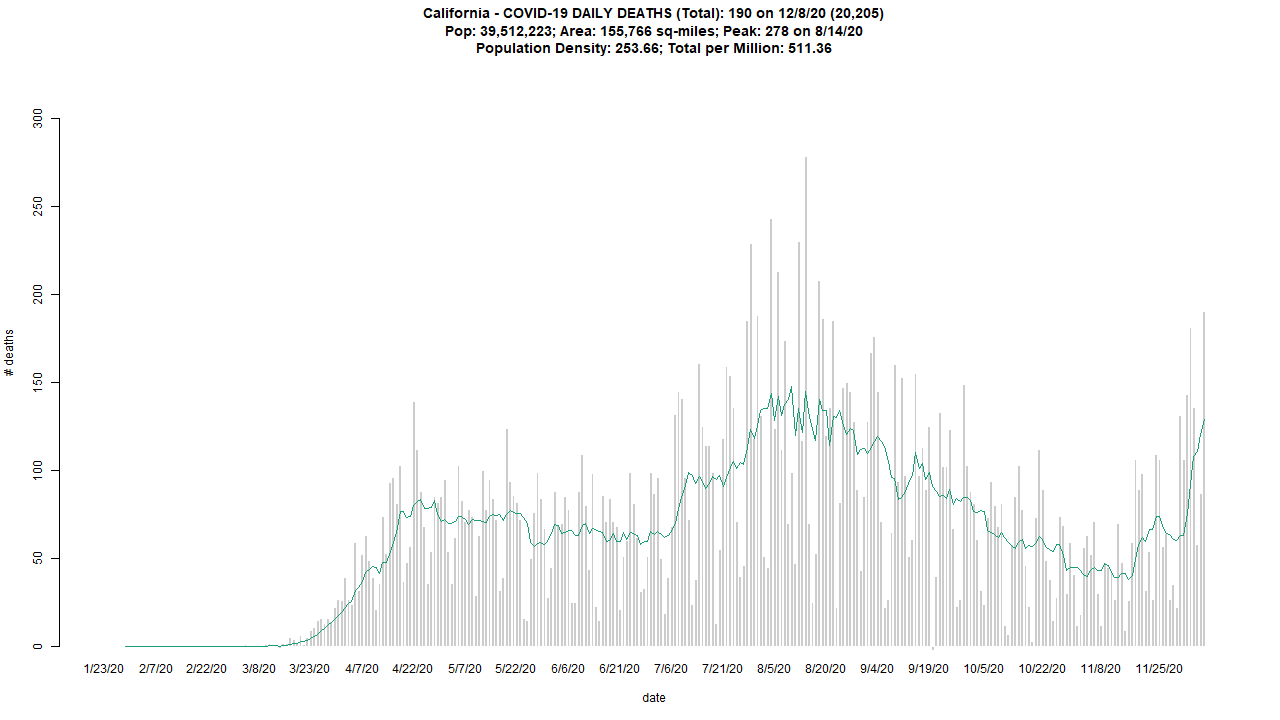 California - COVID-19 DAILY DEATHS (Total): 190 on 12/8/20 (20,205)
Pop: 39,512,223; Area: 155,766 sq-miles; Peak: 278 on 8/14/20
Population Density: 253.66; Total per Million: 511.36
300
250
200
150
100
50
0
# deaths
1/23/20 2/7/20 2/22/20 3/8/20 3/23/20 4/7/20 4/22/20 5/7/20 5/22/20 6/6/20 6/21/20 7/6/20 7/21/20 8/5/20 8/20/20 9/4/20 9/19/20 10/5/20 10/22/20 11/8/20 11/25/20
date